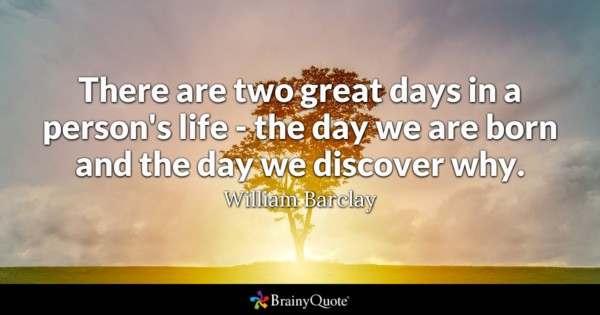 There are two great days in a
person's life - the day we are born
and the day we discover why.
William Barclay
BrainyQuote®